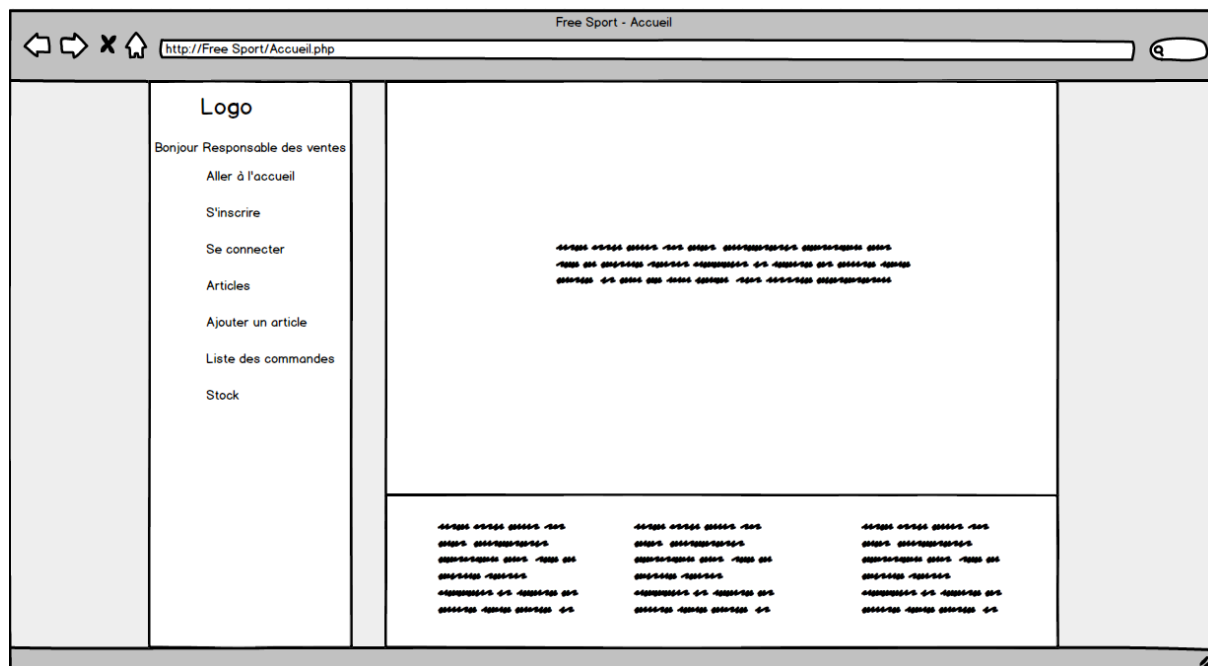 Free Sport - Accueil
http://Free Sport/Accueil.php
Logo
Bonjour Responsable des ventes
Aller à l'accueil
S'inscrire
Se connecter
Articles
Ajouter un article
Liste des commandes
Stock